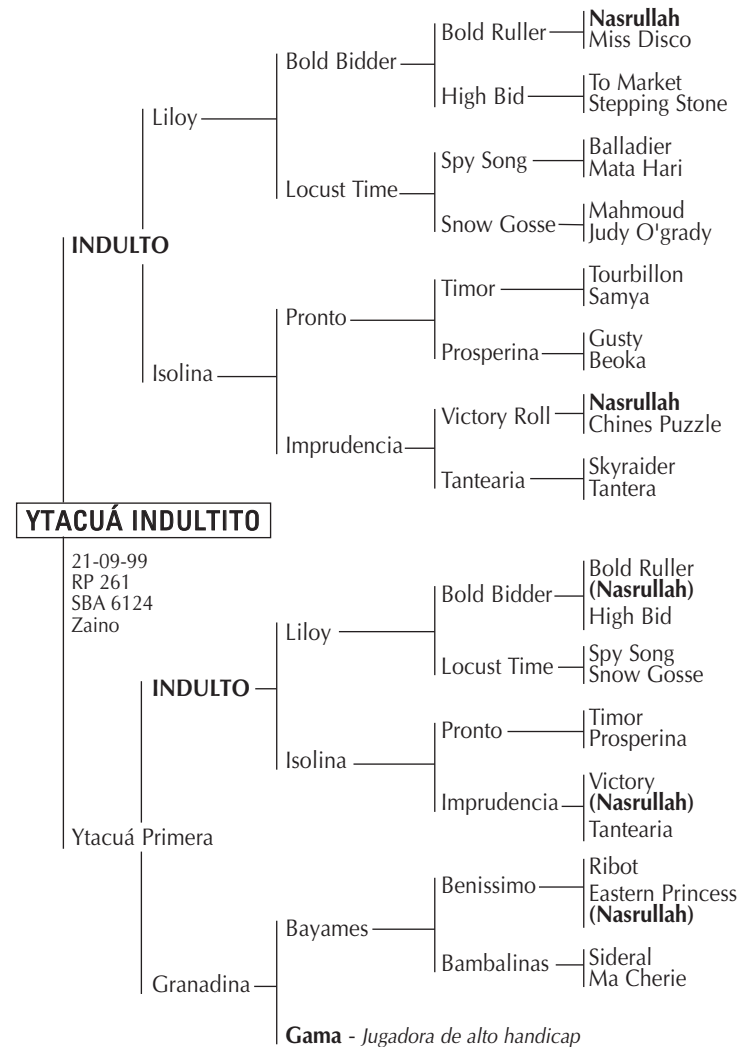 Nasrullah
Bold Ruller
Miss Disco
Bold Bidder
To Market
High Bid
Stepping Stone
Liloy
Balladier
Spy Song
Mata Hari
Locust Time
Mahmoud
Snow Gosse
Judy O'grady
INDULTO
Tourbillon
Timor
Samya
Pronto
Gusty
Prosperina
Beoka
Isolina
Nasrullah
Victory Roll
Chines Puzzle
Imprudencia
Skyraider
Tantearia
Tantera
YTACUÁ INDULTITO
21-09-99
RP 261
SBA 6124
Zaino
Bold Ruller
Bold Bidder
(Nasrullah)
High Bid
Liloy
Spy Song
Locust Time
Snow Gosse
INDULTO
Timor
Pronto
Prosperina
Isolina
Victory
Imprudencia
(Nasrullah)
Tantearia
Ytacuá Primera
Ribot
Benissimo
Eastern Princess
(Nasrullah)
Bayames
Sideral
Bambalinas
Ma Cherie
Granadina
Gama - Jugadora de alto handicap